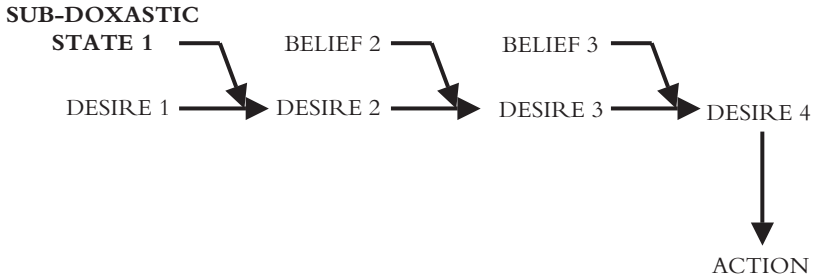 SUB-DOXASTIC
STATE 1 BELIEF 2 BELIEF 3
DESIRE 1 DESIRE 2 DESIRE 3 DESIRE 4
ACTION